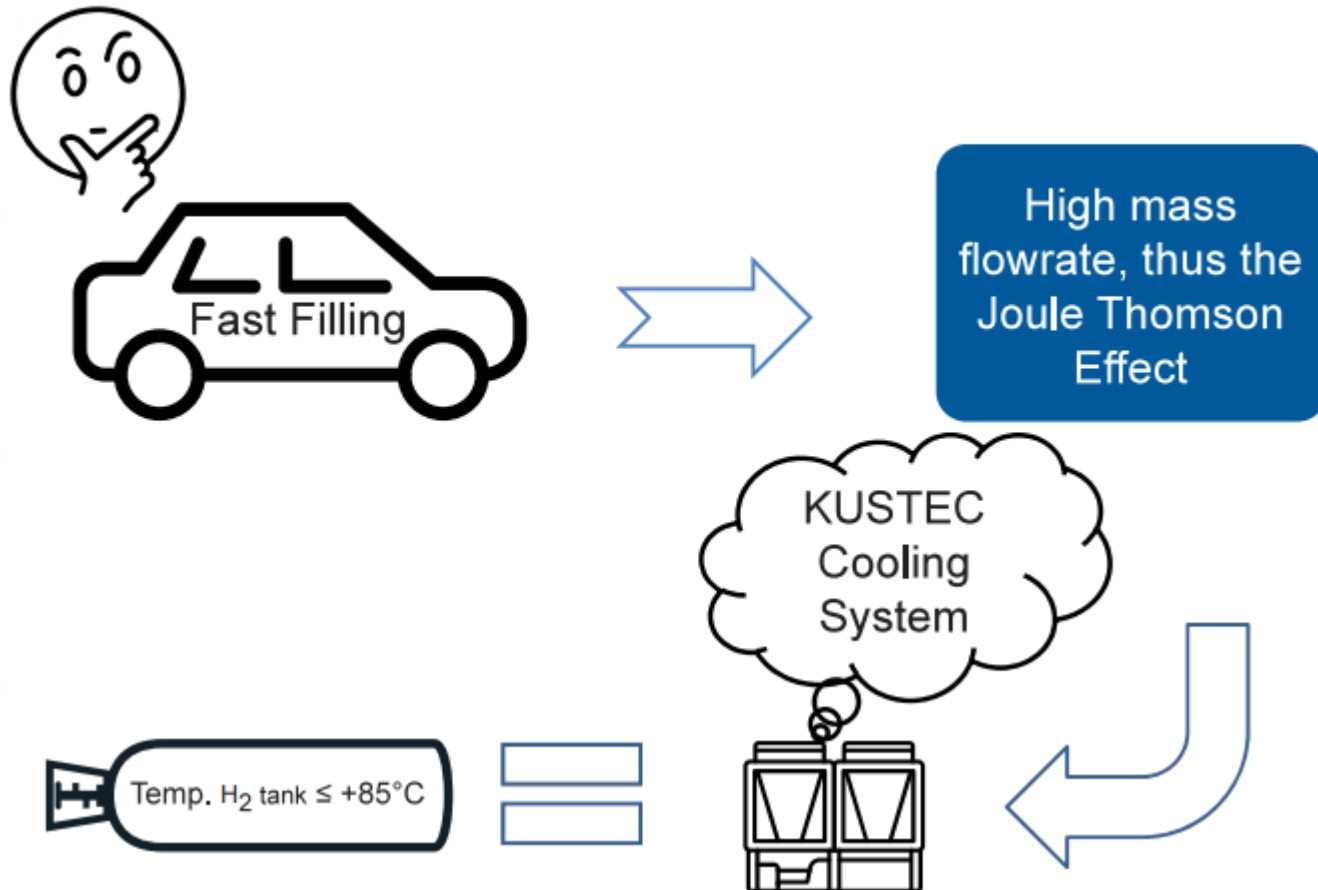 Fast Filling
High mass
flowrate, thus the
Joule Thomson
Effect
KUSTEC
Cooling
System
Temp. H₂ tank ≤ +85°C